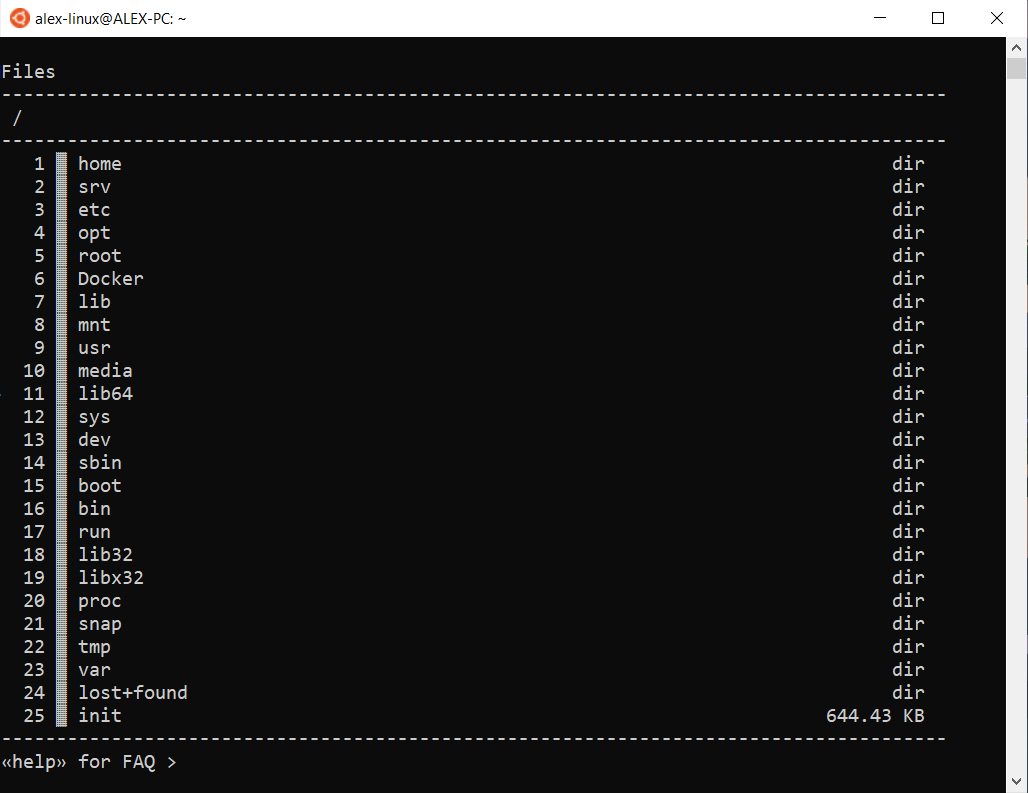 alex-linux@ALEX-PC: ~
Files
--------------------------------------------------------------------------------------
/
--------------------------------------------------------------------------------------
1 home dir
2 srv dir
3 etc dir
4 opt dir
5 root dir
6 Docker dir
7 lib dir
8 mnt dir
9 usr dir
10 media dir
11 lib64 dir
12 sys dir
13 dev dir
14 sbin dir
15 boot dir
16 bin dir
17 run dir
18 lib32 dir
19 libx32 dir
20 proc dir
21 snap dir
22 tmp dir
23 var dir
24 lost+found dir
25 init 644.43 KB
--------------------------------------------------------------------------------------
«help» for FAQ >